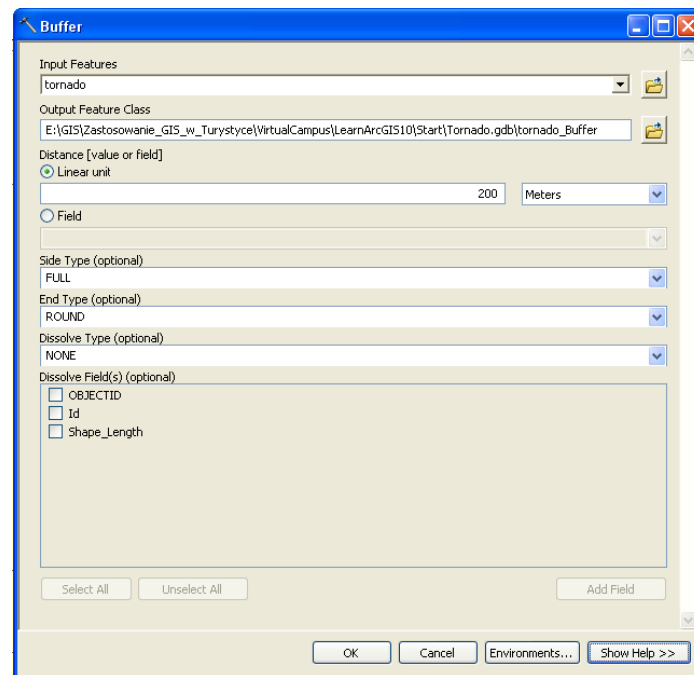 Buffer
Input Features
tornado
Output Feature Class
E:\GIS\Zastosowanie_GIS_w_Turystyce\VirtualCampus\LearnArcGIS10\Start\Tornado.gdb\tornado_Buffer
Distance [value or field]
Linear unit
200 Meters
Field
Side Type (optional)
FULL
End Type (optional)
ROUND
Dissolve Type (optional)
NONE
Dissolve Field(s) (optional)
OBJECTID
Id
Shape_Length
Select All Unselect All Add Field
OK Cancel Environments... Show Help >>